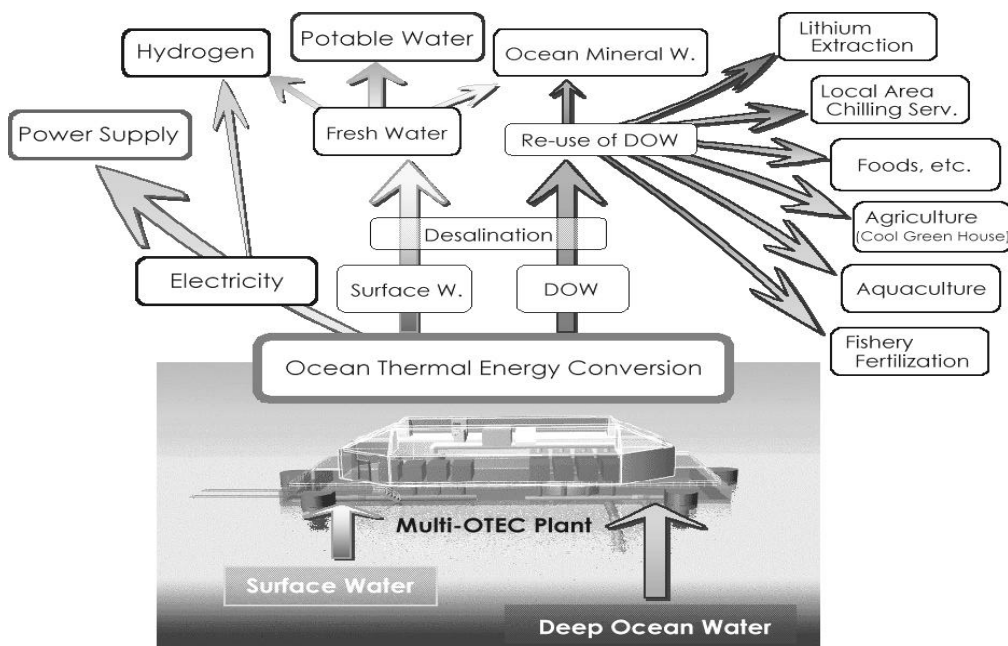 Hydrogen
Potable Water
Ocean Mineral W.
Lithium
Extraction
Power Supply
Fresh Water
Re-use of DOW
Local Area
Chilling Serv.
Foods, etc.
Agriculture
(Cool Green House)
Desalination
Electricity
Surface W.
DOW
Aquaculture
Fishery
Fertilization
Ocean Thermal Energy Conversion
Multi-OTEC Plant
Surface Water
Deep Ocean Water